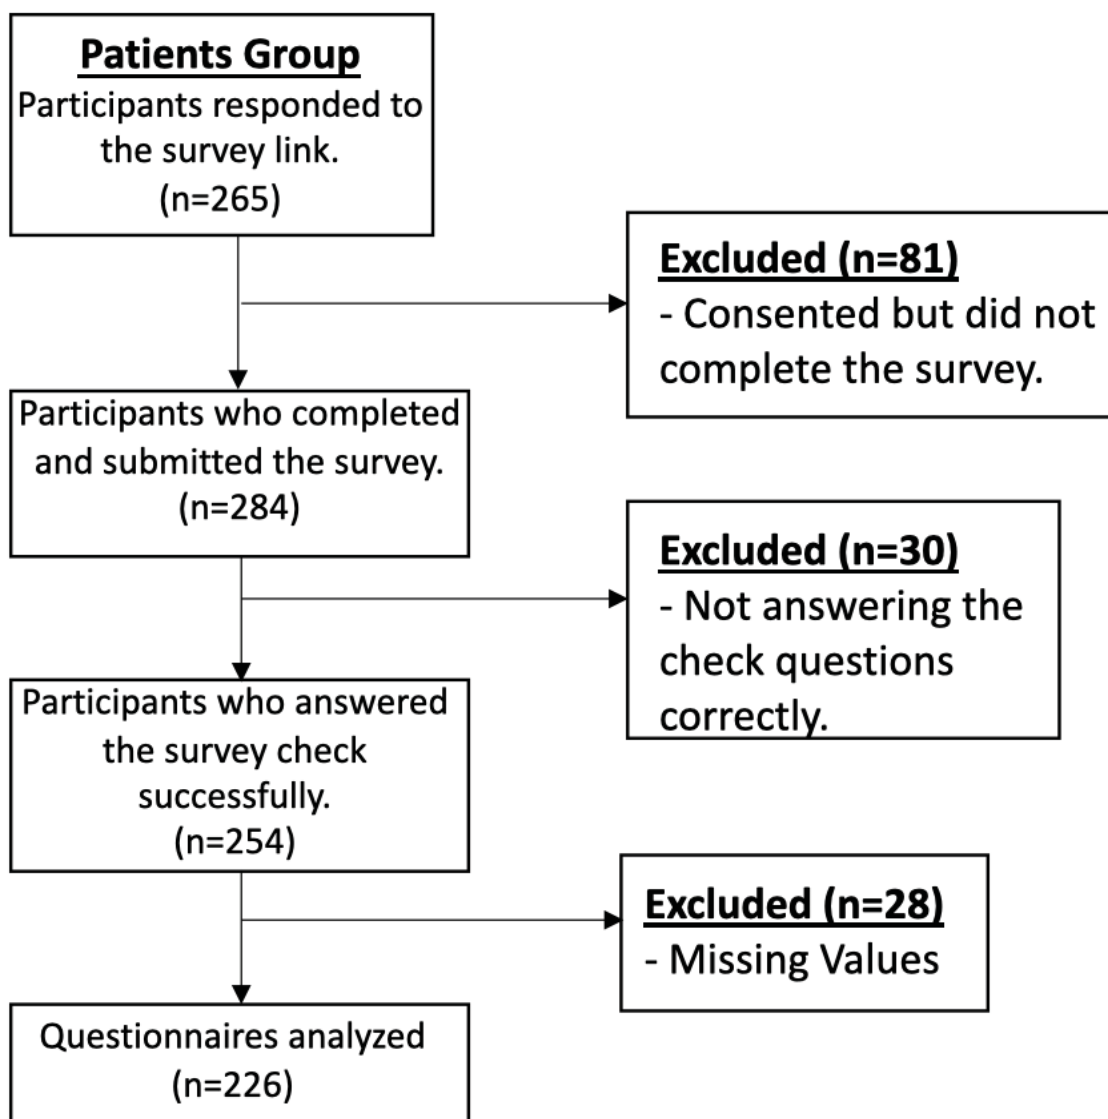 Patients Group
Participants responded to
the survey link.
(n=265)
Excluded (n=81)
- Consented but did not
complete the survey.
Participants who completed
and submitted the survey.
(n=284)
Excluded (n=30)
- Not answering the
check questions
correctly.
Participants who answered
the survey check
successfully.
(n=254)
Excluded (n=28)
- Missing Values
Questionnaires analyzed
(n=226)